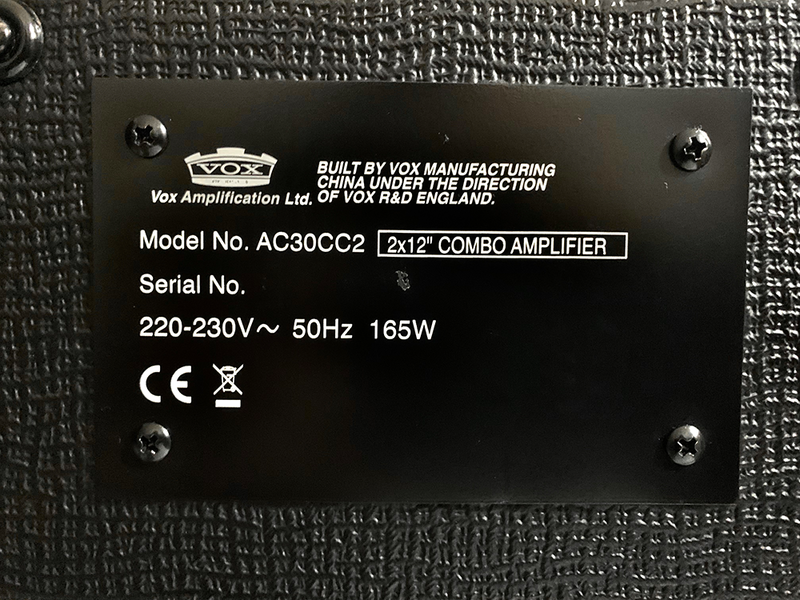 VOX
BUILT BY VOX MANUFACTURING
CHINA UNDER THE DIRECTION
Vox Amplification Ltd. OF VOX R&D ENGLAND.
Model No. AC30CC2 2x12" COMBO AMPLIFIER
Serial No.
220-230V~ 50Hz 165W
CE